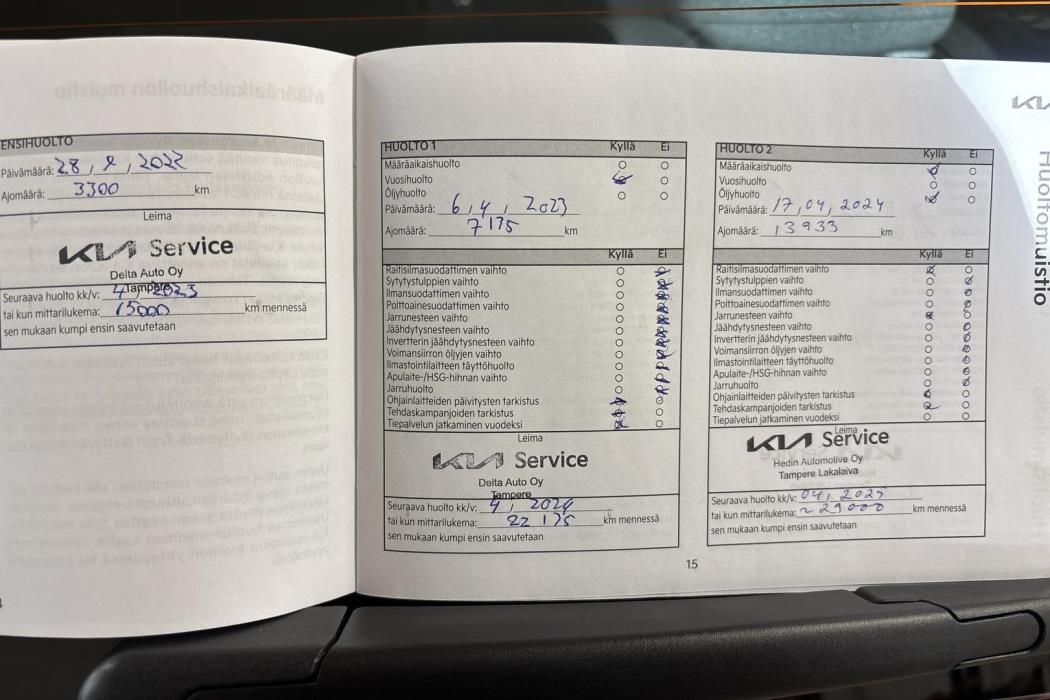 ENSIHUOLTO
Päivämäärä: 28, 9, 2022
Ajomäärä: 3300 km
Leima
KIA Service
Delta Auto Oy
Tampere
Seuraava huolto kk/v: 4, 2023
tai kun mittarilukema: 15000 km mennessä
sen mukaan kumpi ensin saavutetaan
HUOLTO 1 Kyllä Ei
Määräaikaishuolto
Vuosihuolto
Öljyhuolto
Päivämäärä: 6, 4, 2023
Ajomäärä: 7175 km
Kyllä Ei
Raitisilmasuodattimen vaihto
Sytytystulppien vaihto
Ilmansuodattimen vaihto
Polttoainesuodattimen vaihto
Jarrunesteen vaihto
Jäähdytysnesteen vaihto
Invertterin jäähdytysnesteen vaihto
Voimansiirron öljyjen vaihto
Ilmastointilaitteen täyttöhuolto
Apulaite-/HSG-hihnan vaihto
Jarruhuolto
Ohjainlaitteiden päivitysten tarkistus
Tehdaskampanjoiden tarkistus
Tiepalvelun jatkaminen vuodeksi
Leima
KIA Service
Delta Auto Oy
Tampere
Seuraava huolto kk/v: 4, 2024
tai kun mittarilukema: 22 175 km mennessä
sen mukaan kumpi ensin saavutetaan
15
HUOLTO 2 Kyllä Ei
Määräaikaishuolto
Vuosihuolto
Öljyhuolto
Päivämäärä: 17, 04, 2024
Ajomäärä: 13933 km
Kyllä Ei
Raitisilmasuodattimen vaihto
Sytytystulppien vaihto
Ilmansuodattimen vaihto
Polttoainesuodattimen vaihto
Jarrunesteen vaihto
Jäähdytysnesteen vaihto
Invertterin jäähdytysnesteen vaihto
Voimansiirron öljyjen vaihto
Ilmastointilaitteen täyttöhuolto
Apulaite-/HSG-hihnan vaihto
Jarruhuolto
Ohjainlaitteiden päivitysten tarkistus
Tehdaskampanjoiden tarkistus
Tiepalvelun jatkaminen vuodeksi
Leima
KIA Service
Hedin Automotive Oy
Tampere Lakalaiva
Seuraava huolto kk/v: 04, 2025
tai kun mittarilukema: ~29000 km mennessä
sen mukaan kumpi ensin saavutetaan
KIA
Huoltomuistio